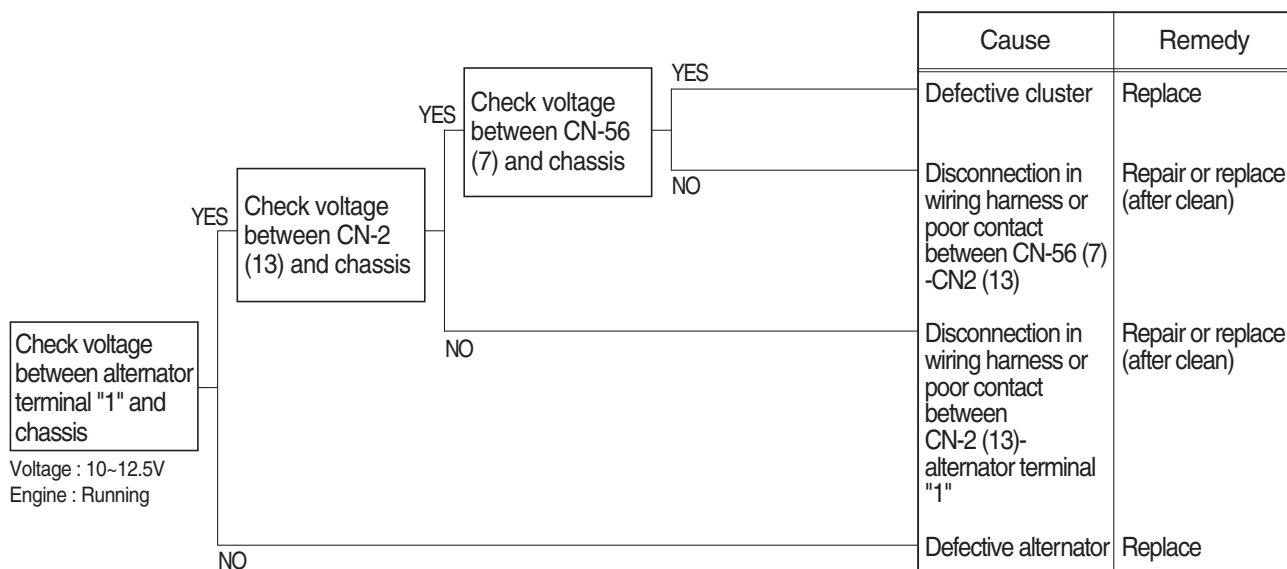 Check voltage
between alternator
terminal "1" and
chassis
Voltage : 10~12.5V
Engine : Running
YES
NO
Check voltage
between CN-2
(13) and chassis
YES
NO
Check voltage
between CN-56
(7) and chassis
YES
NO
Cause
Remedy
Defective cluster
Replace
Disconnection in
wiring harness or
poor contact
between CN-56 (7)
-CN2 (13)
Repair or replace
(after clean)
Disconnection in
wiring harness or
poor contact
between
CN-2 (13)-
alternator terminal
"1"
Repair or replace
(after clean)
Defective alternator
Replace